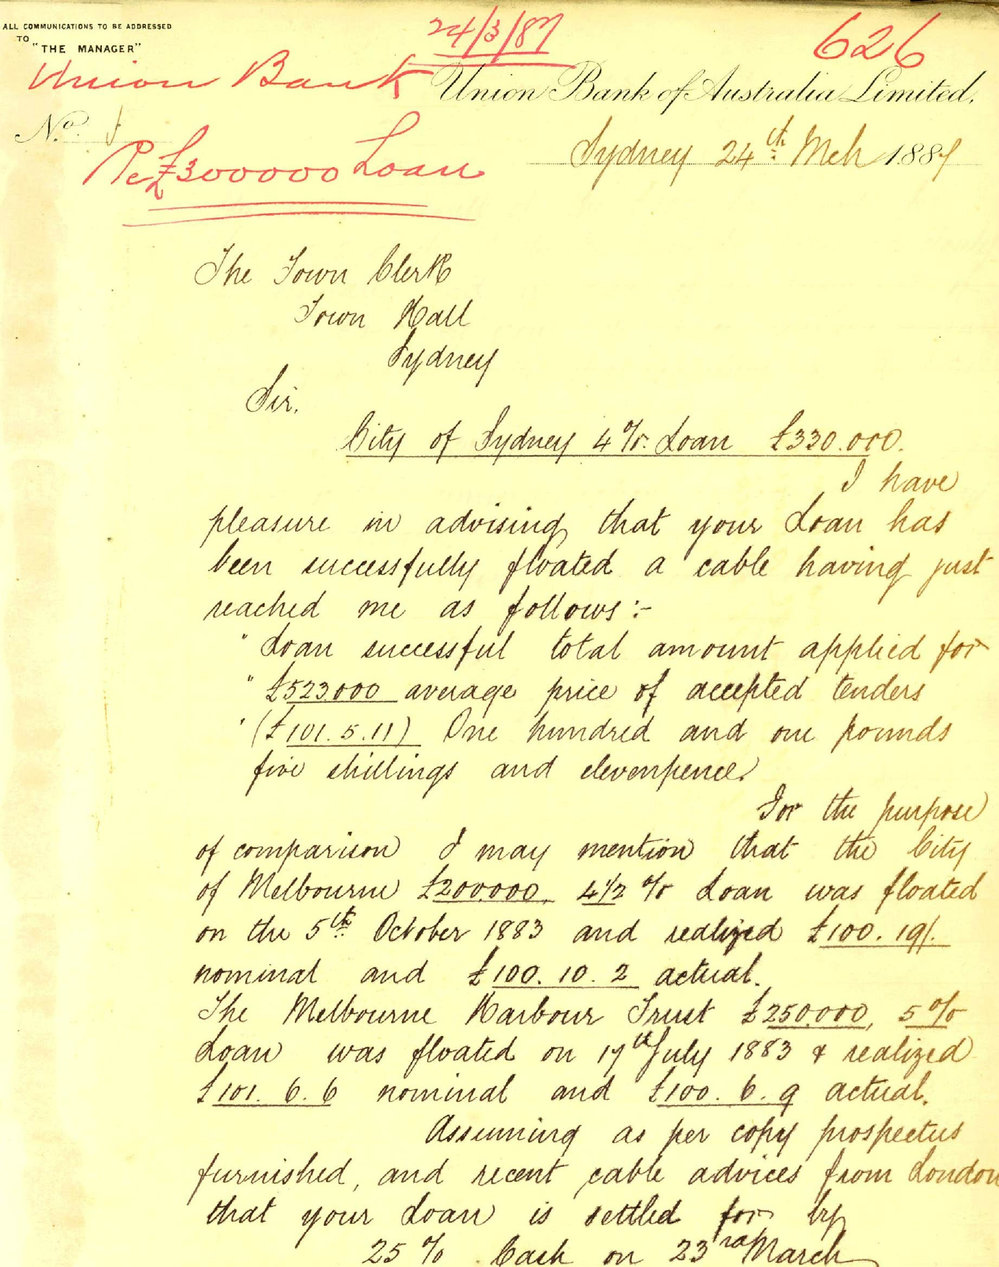 ALL COMMUNICATIONS TO BE ADDRESSED
TO
"THE MANAGER"
24/3/87
626
Union Bank
Union Bank of Australia Limited,
No.
Re £300000 Loan
Sydney 24th Mch 1887
The Town Clerk
Town Hall
Sydney
Sir,
City of Sydney 4%. Loan £330.000.
I have
pleasure in advising that your Loan has
been successfully floated a cable having just
reached me as follows:-
" Loan successful total amount applied for
" £523.000 average price of accepted tenders
" (£101.5.11) One hundred and one pounds
five shillings and elevenpence.
For the purpose
of comparison I may mention that the City
of Melbourne £200.000, 4½% Loan was floated
on the 5th October 1883 and realized £100.19/.
nominal and £100.10.2 actual.
The Melbourne Harbour Trust £250.000, 5%
Loan was floated on 17th July 1883 & realized
£101.6.6 nominal and £100.6.9 actual.
Assuming as per copy prospectus
furnished, and recent cable advices from London
that your Loan is settled for by
25% Cash on 23rd March